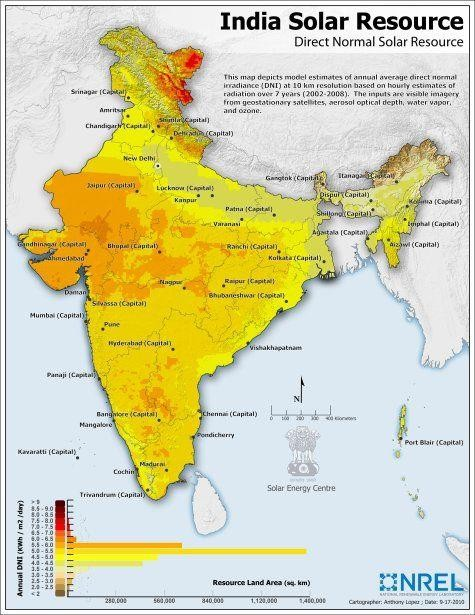 India Solar Resource
Direct Normal Solar Resource
This map depicts model estimates of annual average direct normal
irradiance (DNI) at 10 km resolution based on hourly estimates of
radiation over 7 years (2002-2008). The inputs are visible imagery
from geostationary satellites, aerosol optical depth, water vapor,
and ozone.
Srinagar (Capital)
Amritsar
Shimla (Capital)
Chandigarh (Capital)
Dehradun (Capital)
New Delhi
Gangtok (Capital)
Itanagar (Capital)
Jaipur (Capital)
Lucknow (Capital)
Dispur (Capital)
Kanpur
Kohima (Capital)
Patna (Capital)
Shillong (Capital)
Varanasi
Imphal (Capital)
Agartala (Capital)
Gandhinagar (Capital)
Bhopal (Capital)
Ranchi (Capital)
Aizawl (Capital)
Ahmedabad
Kolkata (Capital)
Nagpur
Raipur (Capital)
Daman
Silvassa (Capital)
Bhubaneshwar (Capital)
Mumbai (Capital)
Pune
Hyderabad (Capital)
Vishakhapatnam
Panaji (Capital)
N
0 100 200 400 Kilometers
Bangalore (Capital)
Chennai (Capital)
Mangalore
Pondicherry
Port Blair (Capital)
Kavaratti (Capital)
Madurai
Cochin
Solar Energy Centre
Trivandrum (Capital)
Annual DNI (KWh / m2 /day)
> 9
8.5 - 9.0
8.0 - 8.5
7.5 - 8.0
7.0 - 7.5
6.5 - 7.0
6.0 - 6.5
5.5 - 6.0
5.0 - 5.5
4.5 - 5.0
4.0 - 4.5
3.5 - 4.0
3.0 - 3.5
2.5 - 3.0
2.0 - 2.5
< 2
Resource Land Area (sq. km)
280,000 560,000 840,000 1,120,000 1,400,000
NREL
NATIONAL RENEWABLE ENERGY LABORATORY
Cartographer: Anthony Lopez ; Date: 9-17-2010